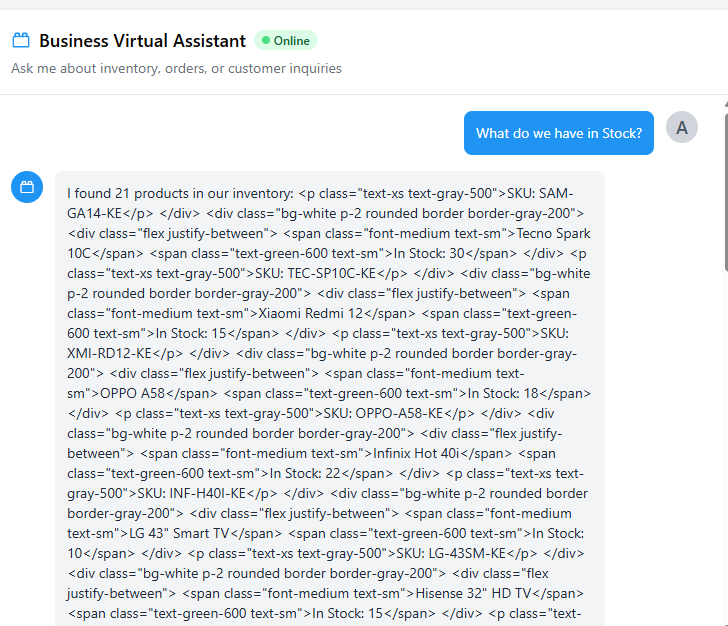 Business Virtual Assistant
Online
Ask me about inventory, orders, or customer inquiries
What do we have in Stock?
A
I found 21 products in our inventory: <p class="text-xs text-gray-500">SKU: SAM-
GA14-KE</p> </div> <div class="bg-white p-2 rounded border border-gray-200">
<div class="flex justify-between"> <span class="font-medium text-sm">Tecno Spark
10C</span> <span class="text-green-600 text-sm">In Stock: 30</span> </div> <p
class="text-xs text-gray-500">SKU: TEC-SP10C-KE</p> </div> <div class="bg-white
p-2 rounded border border-gray-200"> <div class="flex justify-between"> <span
class="font-medium text-sm">Xiaomi Redmi 12</span> <span class="text-green-
600 text-sm">In Stock: 15</span> </div> <p class="text-xs text-gray-500">SKU:
XMI-RD12-KE</p> </div> <div class="bg-white p-2 rounded border border-gray-
200"> <div class="flex justify-between"> <span class="font-medium text-
sm">OPPO A58</span> <span class="text-green-600 text-sm">In Stock: 18</span>
</div> <p class="text-xs text-gray-500">SKU: OPPO-A58-KE</p> </div> <div
class="bg-white p-2 rounded border border-gray-200"> <div class="flex justify-
between"> <span class="font-medium text-sm">Infinix Hot 40i</span> <span
class="text-green-600 text-sm">In Stock: 22</span> </div> <p class="text-xs text-
gray-500">SKU: INF-H40I-KE</p> </div> <div class="bg-white p-2 rounded border
border-gray-200"> <div class="flex justify-between"> <span class="font-medium
text-sm">LG 43" Smart TV</span> <span class="text-green-600 text-sm">In Stock:
10</span> </div> <p class="text-xs text-gray-500">SKU: LG-43SM-KE</p> </div>
<div class="bg-white p-2 rounded border border-gray-200"> <div class="flex
justify-between"> <span class="font-medium text-sm">Hisense 32" HD TV</span>
<span class="text-green-600 text-sm">In Stock: 15</span> </div> <p class="text-